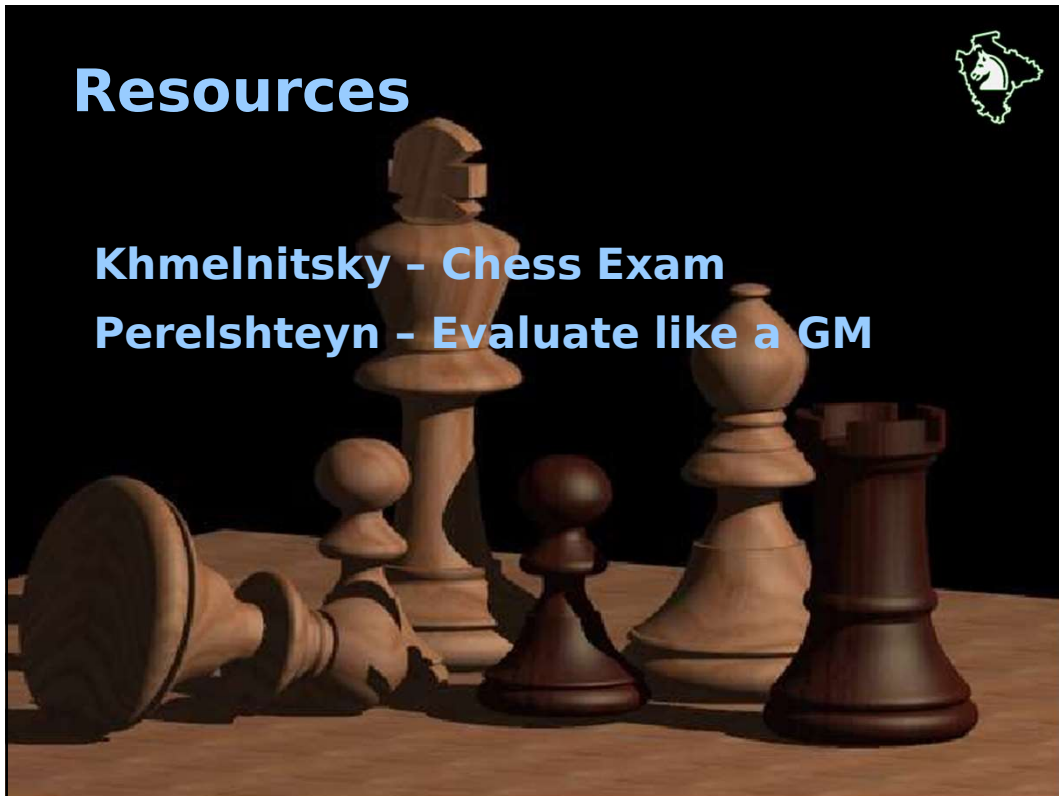 Resources
Khmelnitsky – Chess Exam
Perelshteyn – Evaluate like a GM